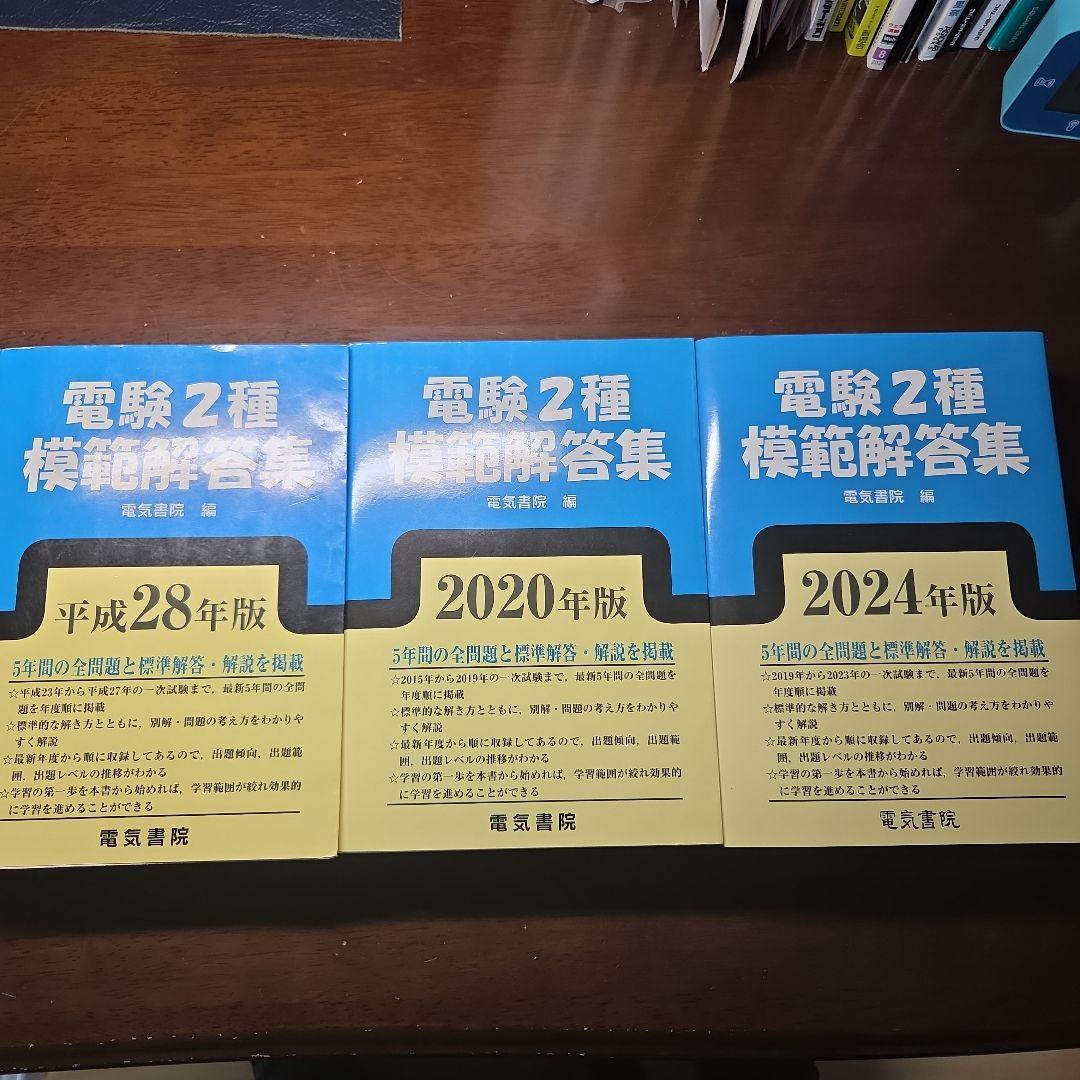 電験2種
模範解答集
電気書院 編
平成28年版
5年間の全問題と標準解答・解説を掲載
☆平成23年から平成27年の一次試験まで，最新5年間の全問
題を年度順に掲載
☆標準的な解き方とともに，別解・問題の考え方をわかりや
すく解説
☆最新年度から順に収録してあるので，出題傾向，出題範
囲，出題レベルの推移がわかる
☆学習の第一歩を本書から始めれば，学習範囲が絞れ効果的
に学習を進めることができる
電気書院
電験2種
模範解答集
電気書院 編
2020年版
5年間の全問題と標準解答・解説を掲載
☆2015年から2019年の一次試験まで，最新5年間の全問題を
年度順に掲載
☆標準的な解き方とともに，別解・問題の考え方をわかりや
すく解説
☆最新年度から順に収録してあるので，出題傾向，出題範
囲，出題レベルの推移がわかる
☆学習の第一歩を本書から始めれば，学習範囲が絞れ効果的
に学習を進めることができる
電気書院
電験2種
模範解答集
電気書院 編
2024年版
5年間の全問題と標準解答・解説を掲載
☆2019年から2023年の一次試験まで，最新5年間の全問題を
年度順に掲載
☆標準的な解き方とともに，別解・問題の考え方をわかりや
すく解説
☆最新年度から順に収録してあるので，出題傾向，出題範
囲，出題レベルの推移がわかる
☆学習の第一歩を本書から始めれば，学習範囲が絞れ効果的
に学習を進めることができる
電気書院